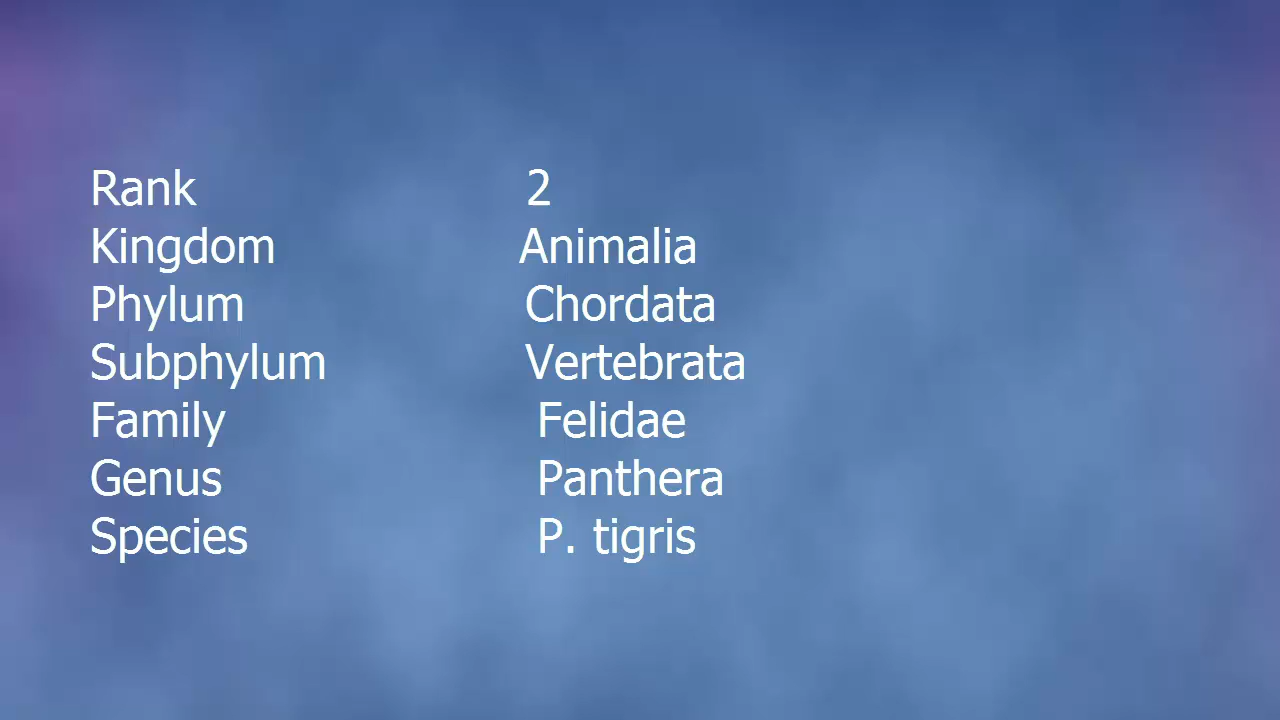 Rank 2
Kingdom Animalia
Phylum Chordata
Subphylum Vertebrata
Family Felidae
Genus Panthera
Species P. tigris